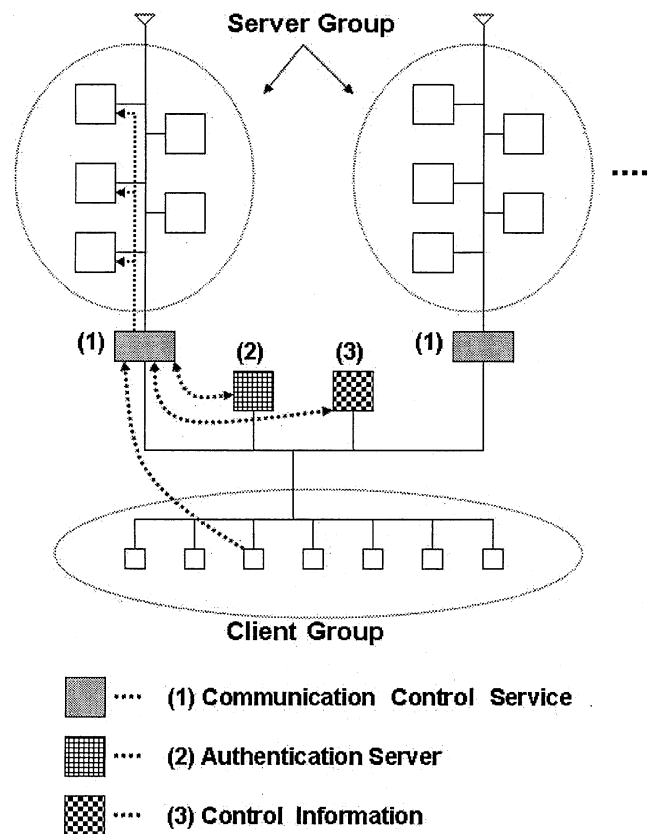 Server Group
(1)
(2)
(3)
(1)
Client Group
(1) Communication Control Service
(2) Authentication Server
(3) Control Information